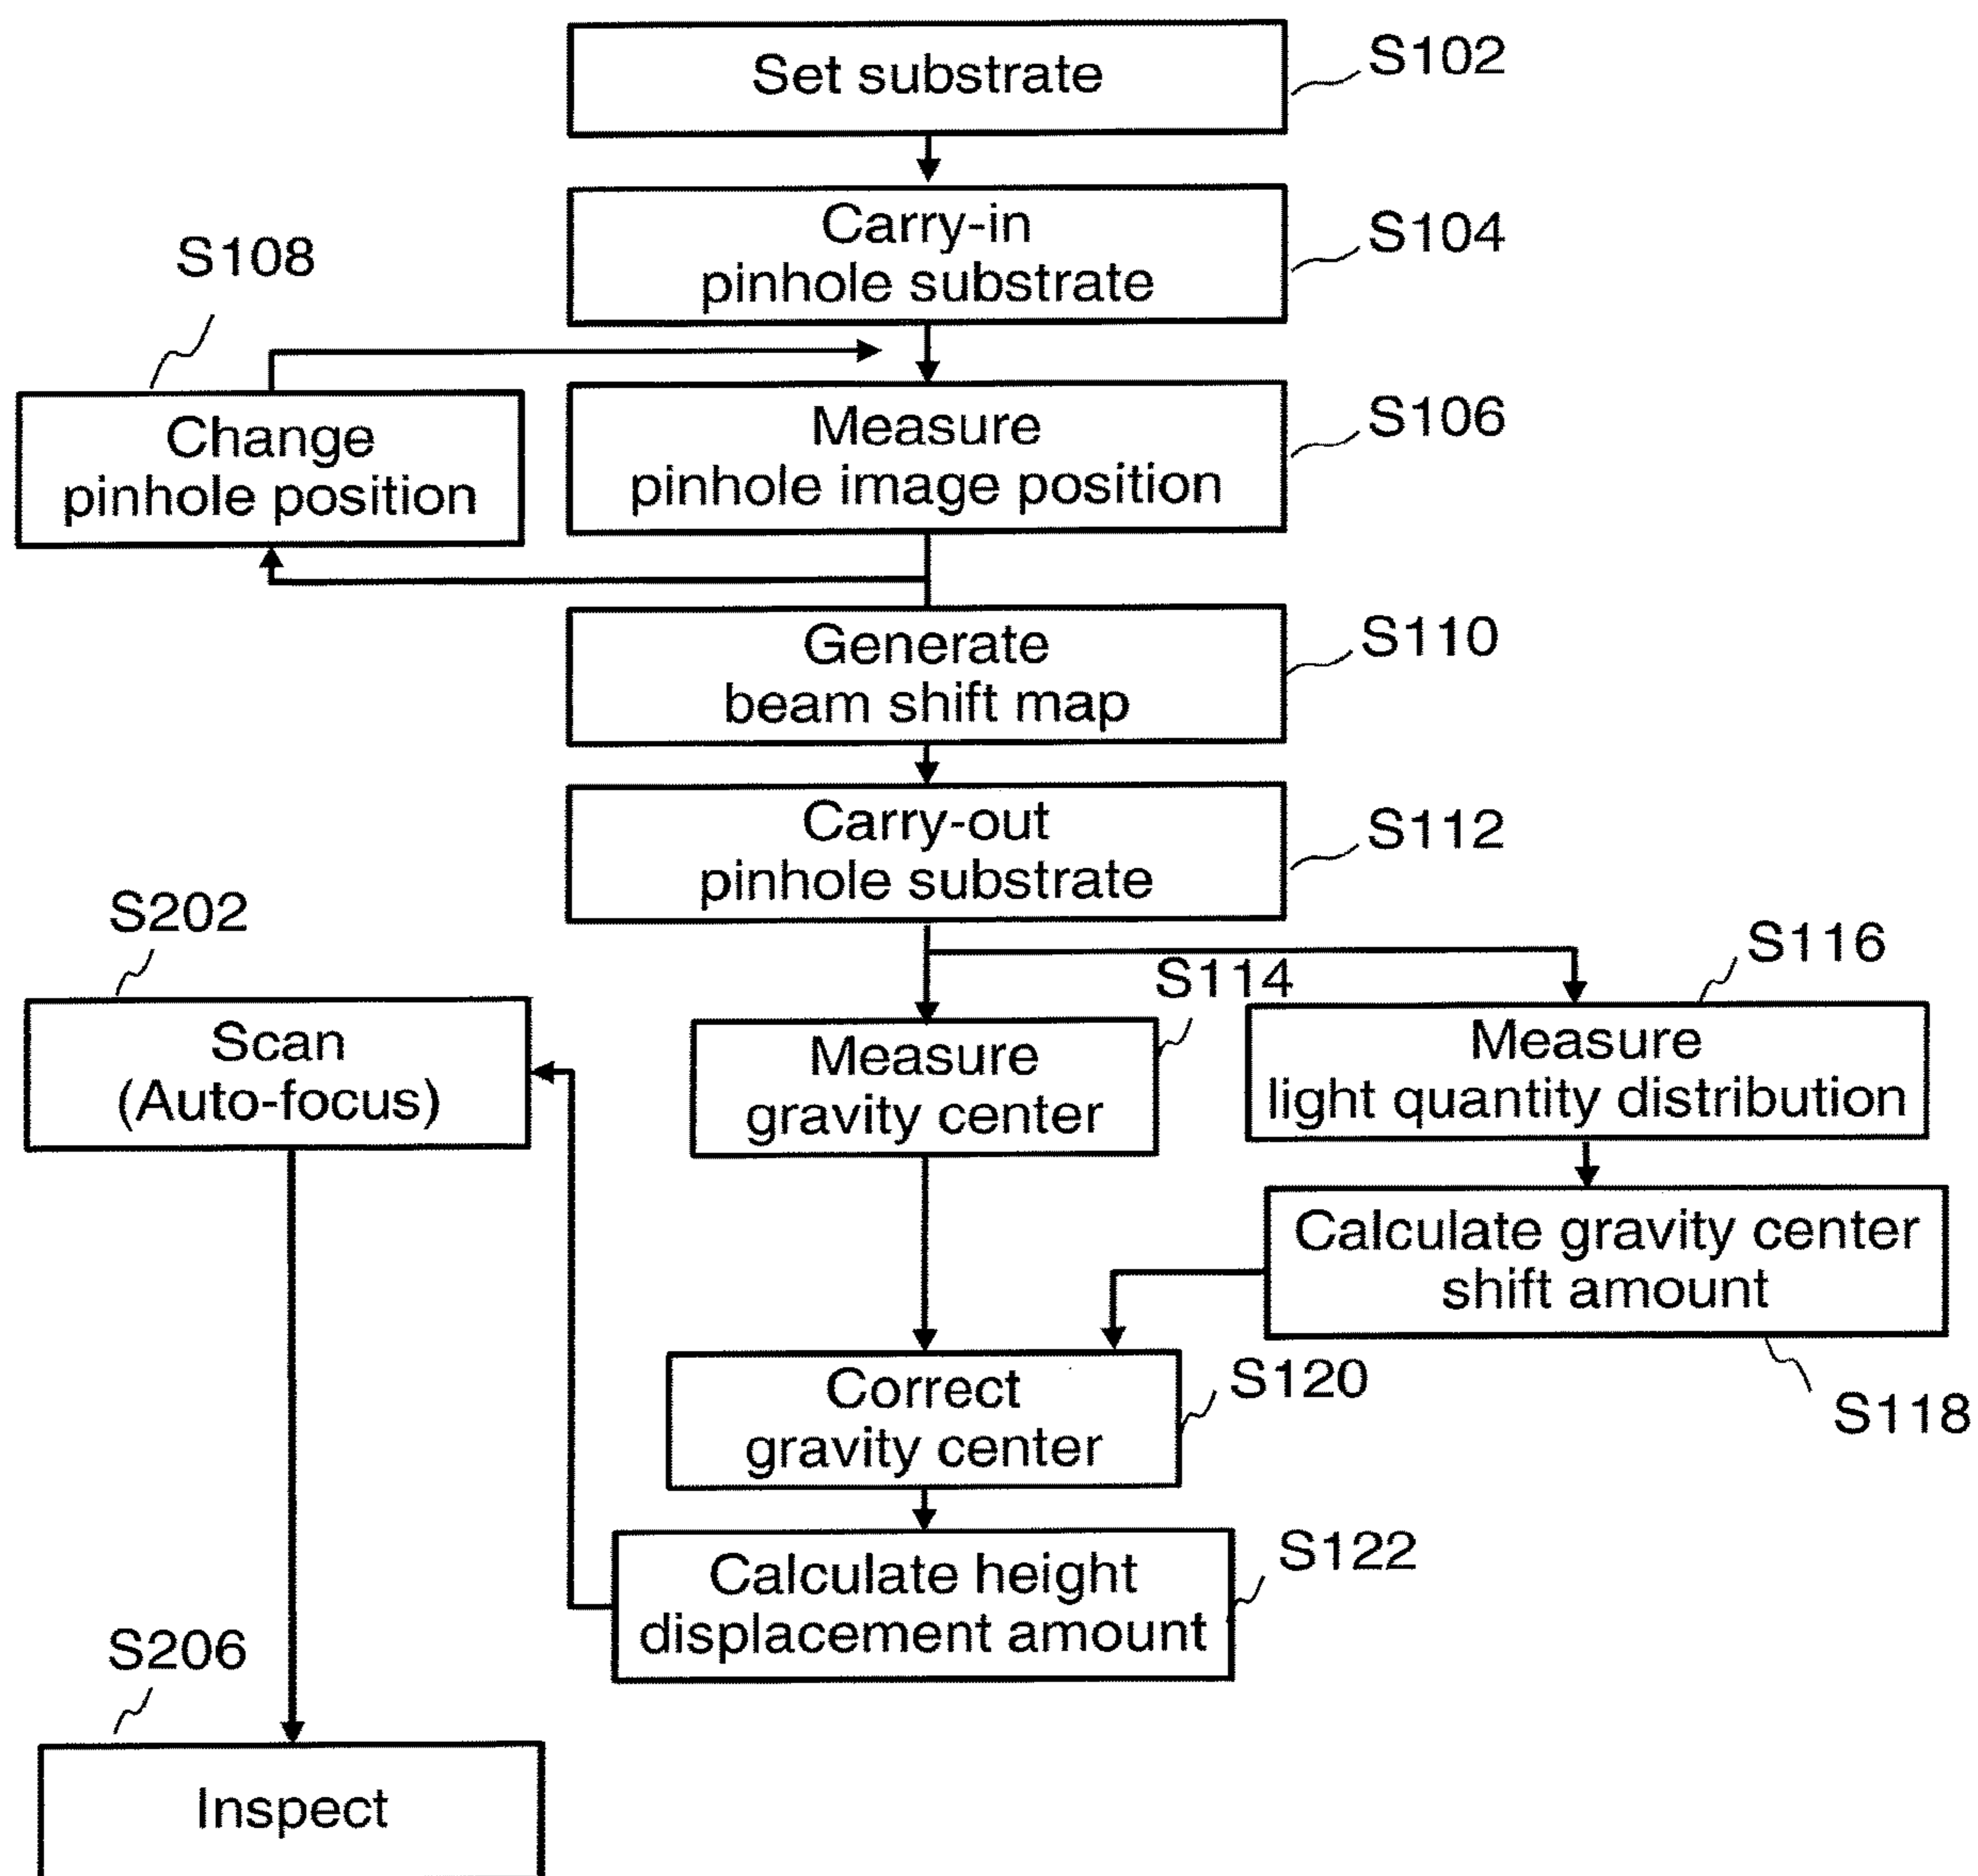 Set substrate
S102
Carry-in
pinhole substrate
S104
S108
Change
pinhole position
Measure
pinhole image position
S106
Generate
beam shift map
S110
Carry-out
pinhole substrate
S112
S202
Scan
(Auto-focus)
S114
Measure
gravity center
S116
Measure
light quantity distribution
Calculate gravity center
shift amount
S118
Correct
gravity center
S120
Calculate height
displacement amount
S122
S206
Inspect